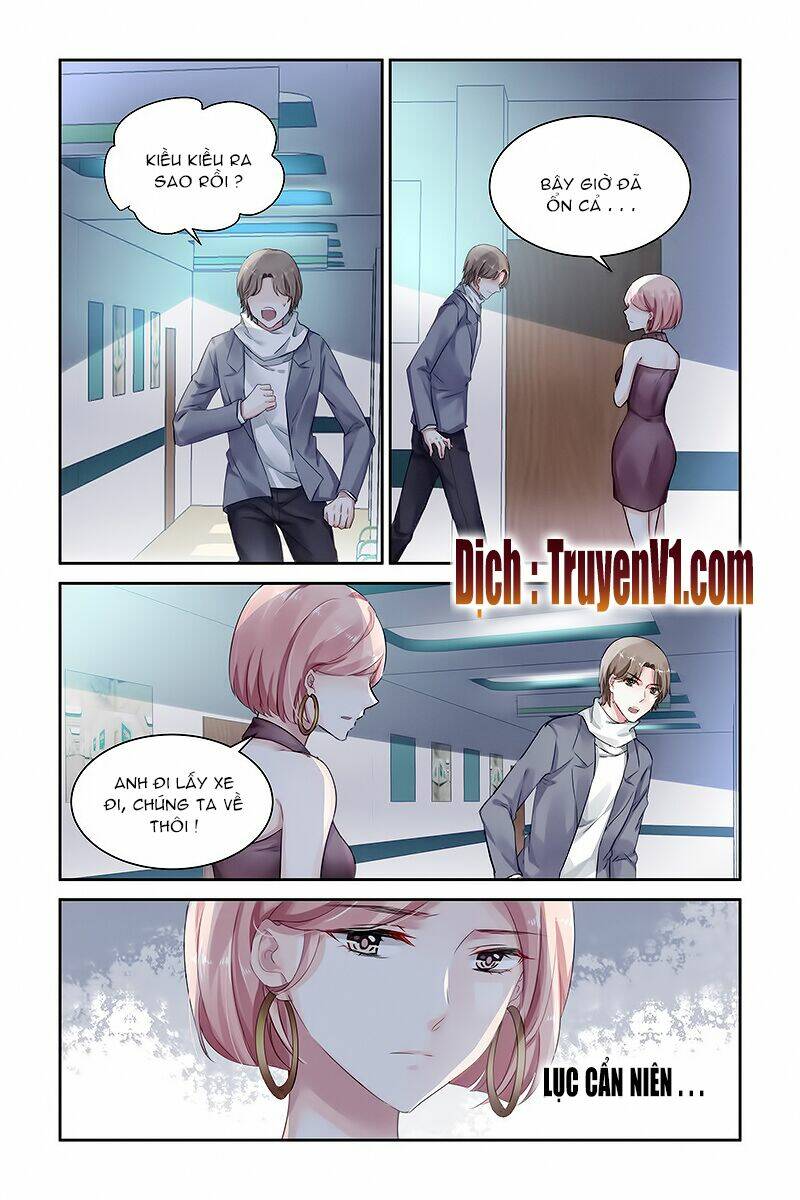 KIỀU KIỀU RA
SAO RỒI ?
BÂY GIỜ ĐÃ
ỔN CẢ . . .
Dịch : TruyenV1.com
ANH ĐI LẤY XE
ĐI, CHÚNG TA VỀ
THÔI !
LỤC CẨN NIÊN . . .